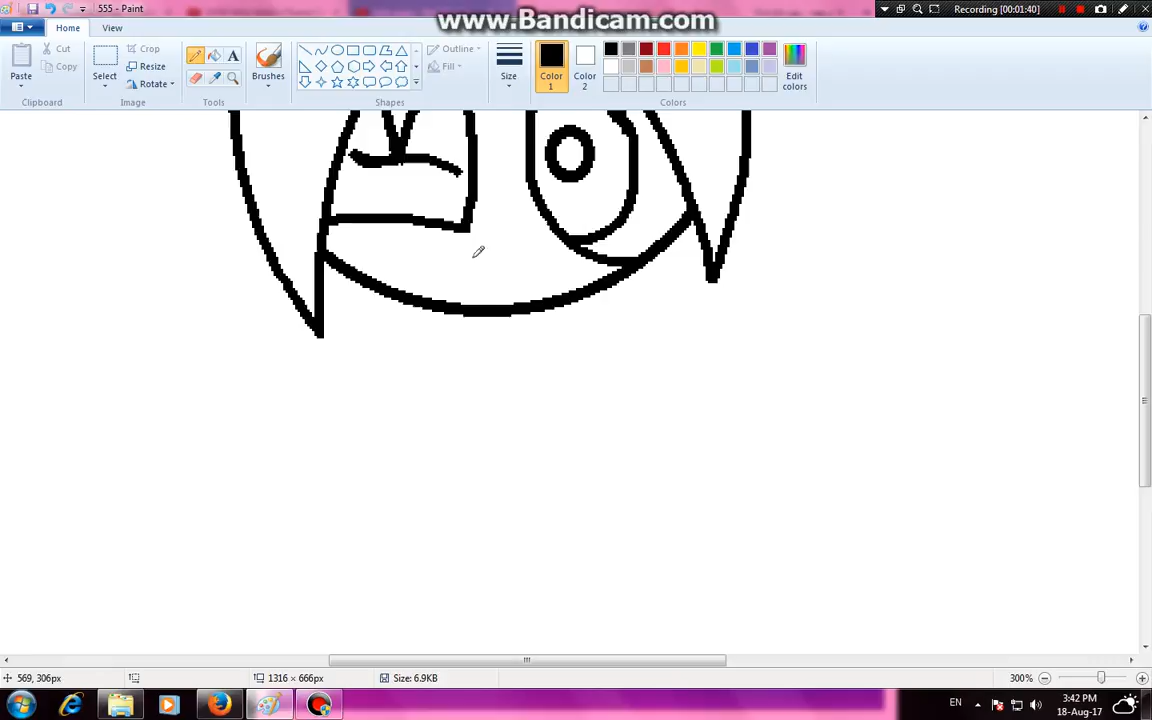 www.Bandicam.com
555 - Paint
Recording [00:01:40]
Home View
Paste
Cut
Copy
Clipboard
Select
Crop
Resize
Rotate
Image
A
Tools
Brushes
Outline
Fill
Shapes
Size
Color
1
Color
2
Edit
colors
Colors
569, 306px
1316 × 666px
Size: 6.9KB
300%
EN
3:42 PM
18-Aug-17